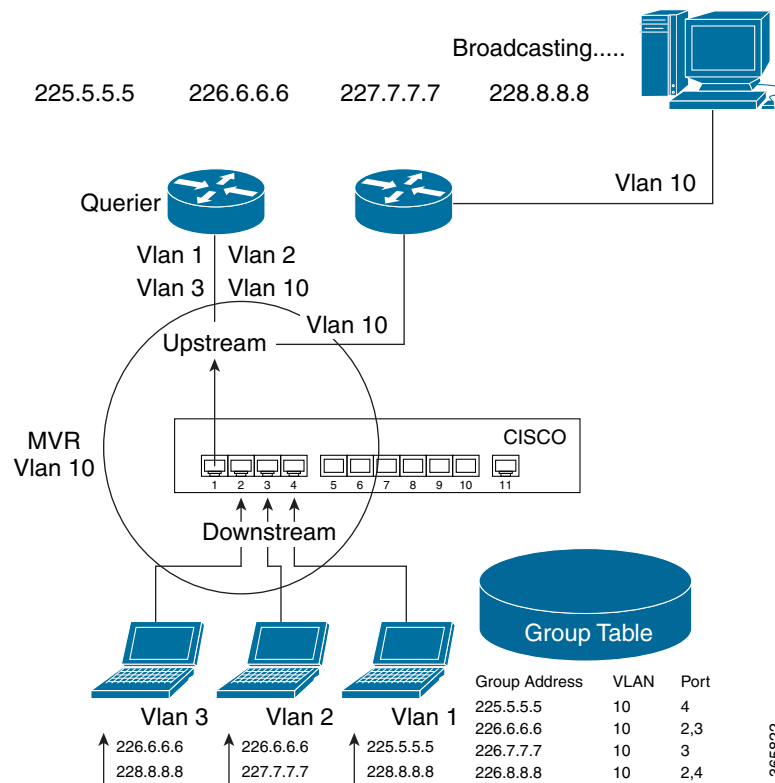 Broadcasting.....
225.5.5.5 226.6.6.6 227.7.7.7 228.8.8.8
Vlan 10
Querier
Vlan 1 Vlan 2
Vlan 3 Vlan 10
Vlan 10
Upstream
MVR
Vlan 10
CISCO
1 2 3 4 5 6 7 8 9 10 11
Downstream
Group Table
Vlan 3 Vlan 2 Vlan 1
226.6.6.6 226.6.6.6 225.5.5.5
228.8.8.8 227.7.7.7 228.8.8.8
Group Address VLAN Port
225.5.5.5 10 4
226.6.6.6 10 2,3
226.7.7.7 10 3
226.8.8.8 10 2,4